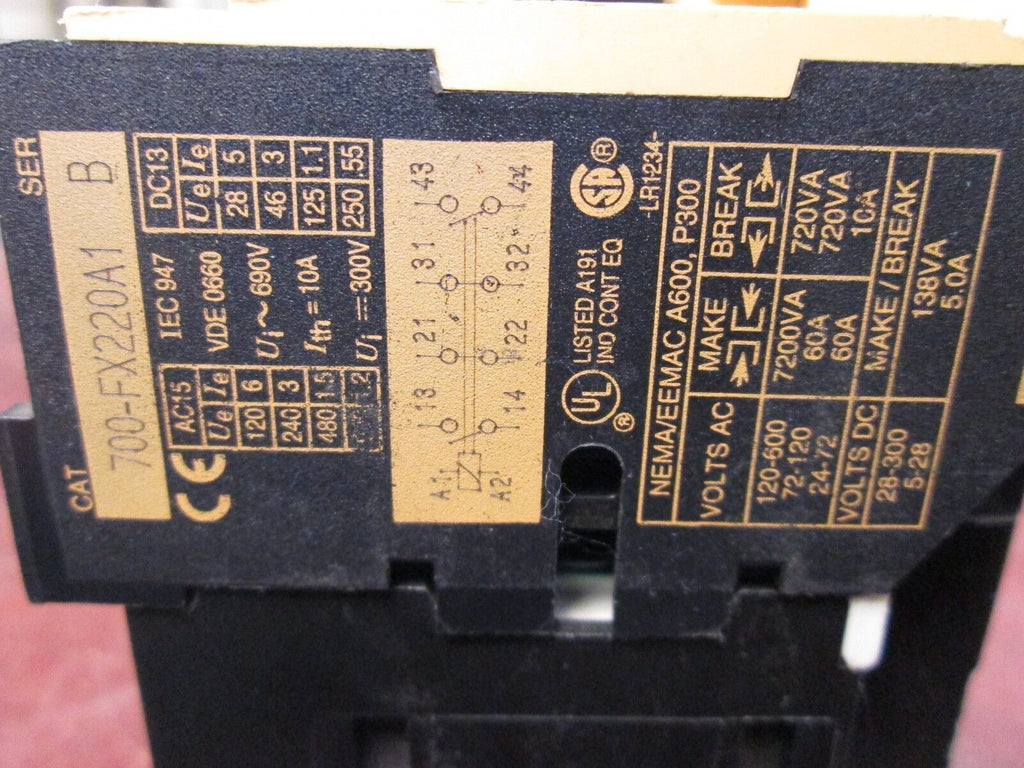 CAT SER
700-FX220A1 B
CE
AC15 IEC 947 DC13
Ue Ie VDE 0660 Ue Ie
120 6 Ui ~ 690V 28 5
240 3 Ith = 10A 46 3
480 1.5 Ui = 300V 125 1.1
250 .55
A1 13 21 31 43
A2 14 22 32 44
UL ® LISTED A191
IND CONT EQ
SP ®
-LR1234-
NEMA/EEMAC A600, P300
VOLTS AC MAKE BREAK
120-600 7200VA 720VA
72-120 60A 720VA
24-72 60A 10A
VOLTS DC MAKE / BREAK
28-300 138VA
5-28 5.0A